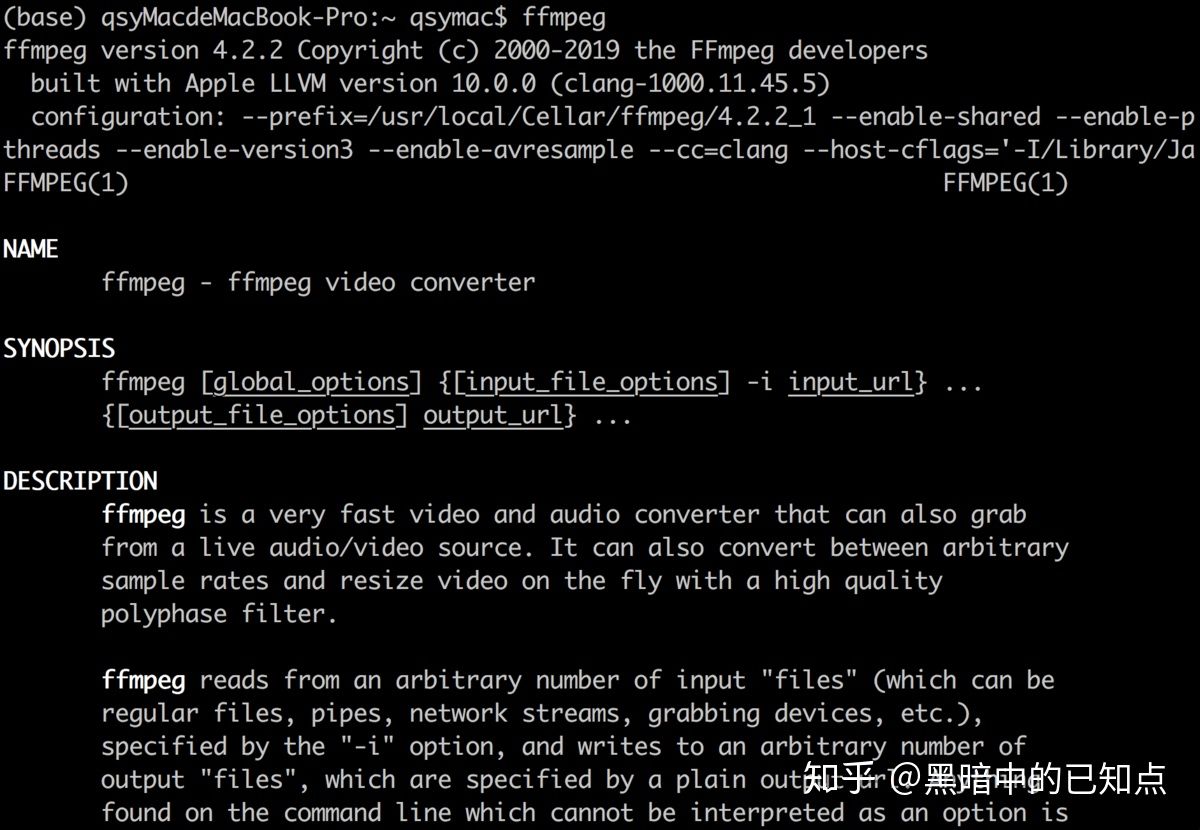 (base) qsyMacdeMacBook-Pro:~ qsymac$ ffmpeg
ffmpeg version 4.2.2 Copyright (c) 2000-2019 the FFmpeg developers
built with Apple LLVM version 10.0.0 (clang-1000.11.45.5)
configuration: --prefix=/usr/local/Cellar/ffmpeg/4.2.2_1 --enable-shared --enable-p
threads --enable-version3 --enable-avresample --cc=clang --host-cflags='-I/Library/Ja
FFMPEG(1) FFMPEG(1)
NAME
ffmpeg - ffmpeg video converter
SYNOPSIS
ffmpeg [global_options] {[input_file_options] -i input_url} ...
{[output_file_options] output_url} ...
DESCRIPTION
ffmpeg is a very fast video and audio converter that can also grab
from a live audio/video source. It can also convert between arbitrary
sample rates and resize video on the fly with a high quality
polyphase filter.
ffmpeg reads from an arbitrary number of input "files" (which can be
regular files, pipes, network streams, grabbing devices, etc.),
specified by the "-i" option, and writes to an arbitrary number of
output "files", which are specified by a plain output
知乎 @黑暗中的已知点
found on the command line which cannot be interpreted as an option is